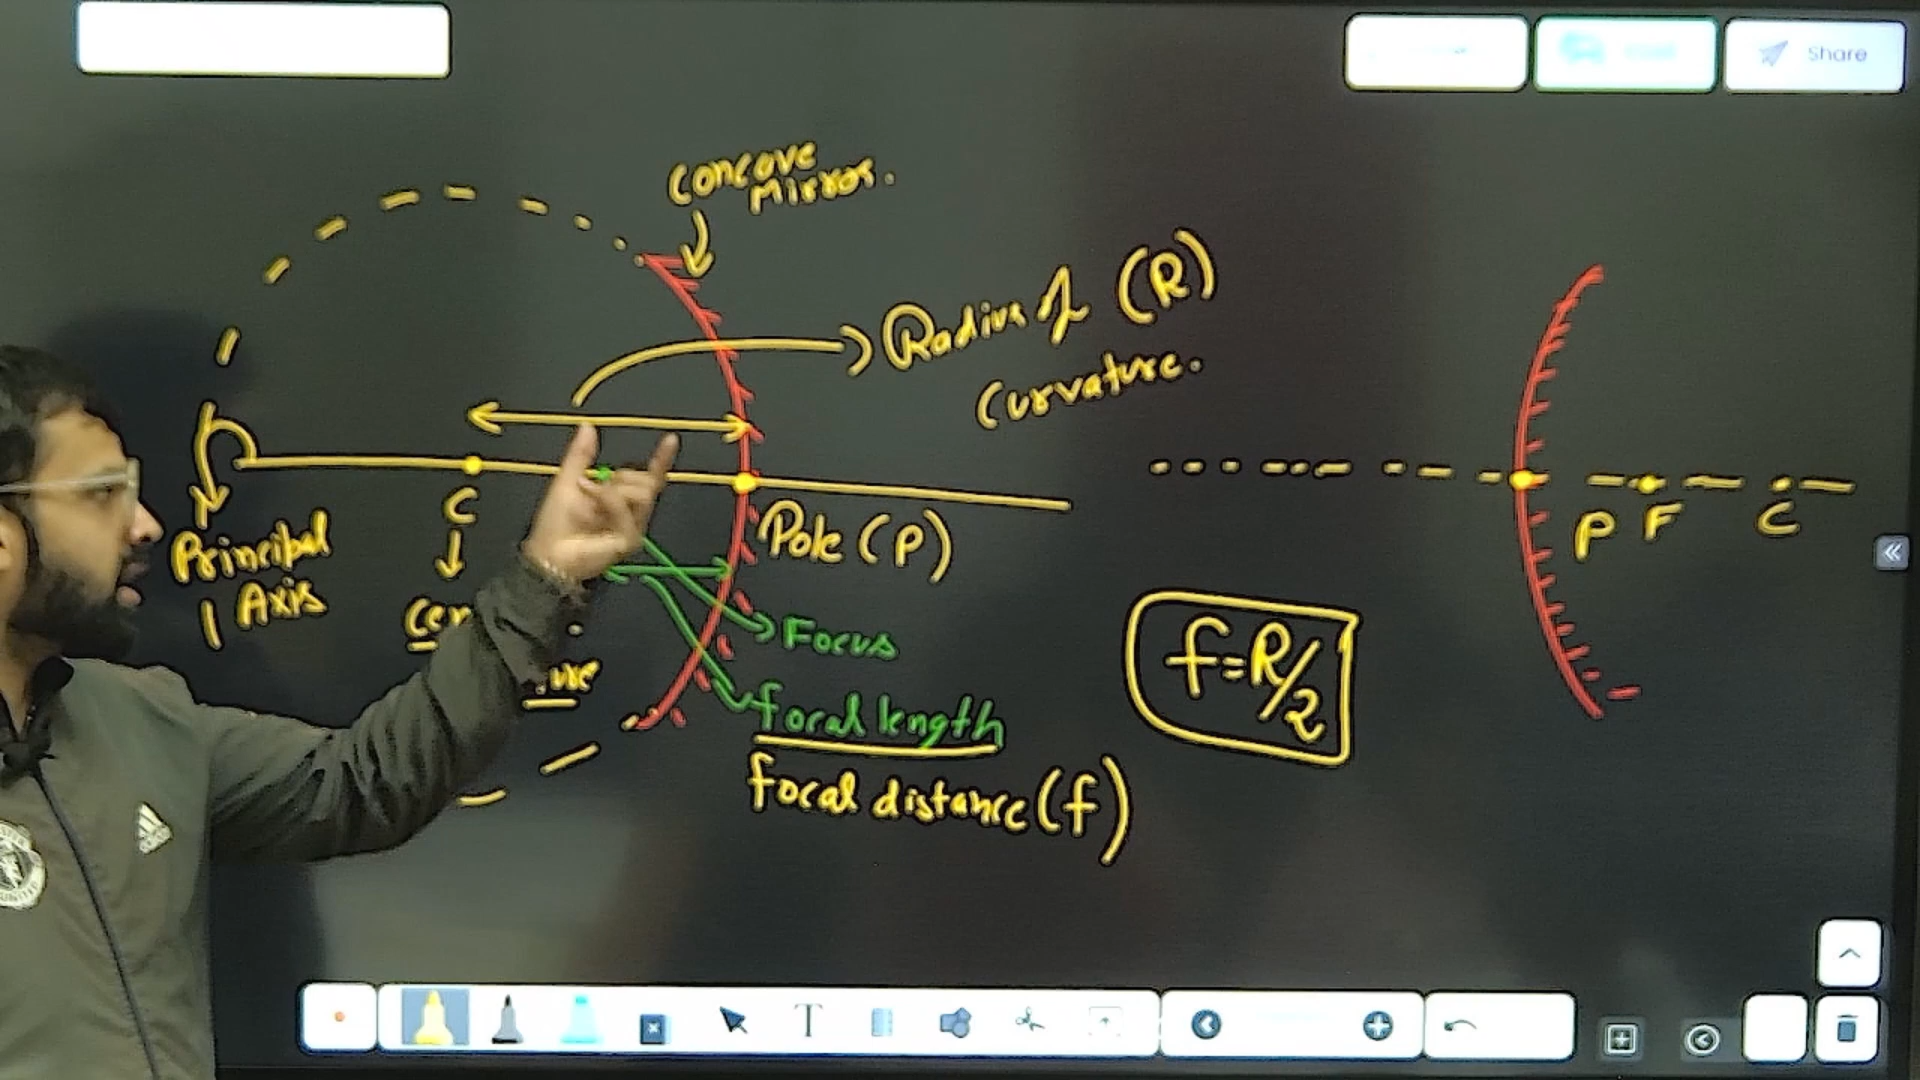 Share
Concave
Mirror.
Radius of (R)
Curvature.
C
Principal
Axis
Pole (P)
P F C
Focus
focal length
focal distance (f)
f=R/2
T